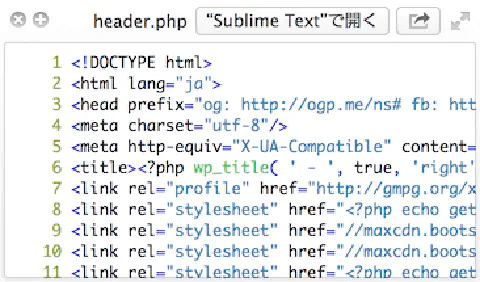 header.php "Sublime Text"で開く
1 <!DOCTYPE html>
2 <html lang="ja">
3 <head prefix="og: http://ogp.me/ns# fb: htt
4 <meta charset="utf-8"/>
5 <meta http-equiv="X-UA-Compatible" content=
6 <title><?php wp_title( ' - ', true, 'right'
7 <link rel="profile" href="http://gmpg.org/x
8 <link rel="stylesheet" href="<?php echo get
9 <link rel="stylesheet" href="//maxcdn.boots
10 <link rel="stylesheet" href="//maxcdn.boots
11 <link rel="stylesheet" href="<?php echo get